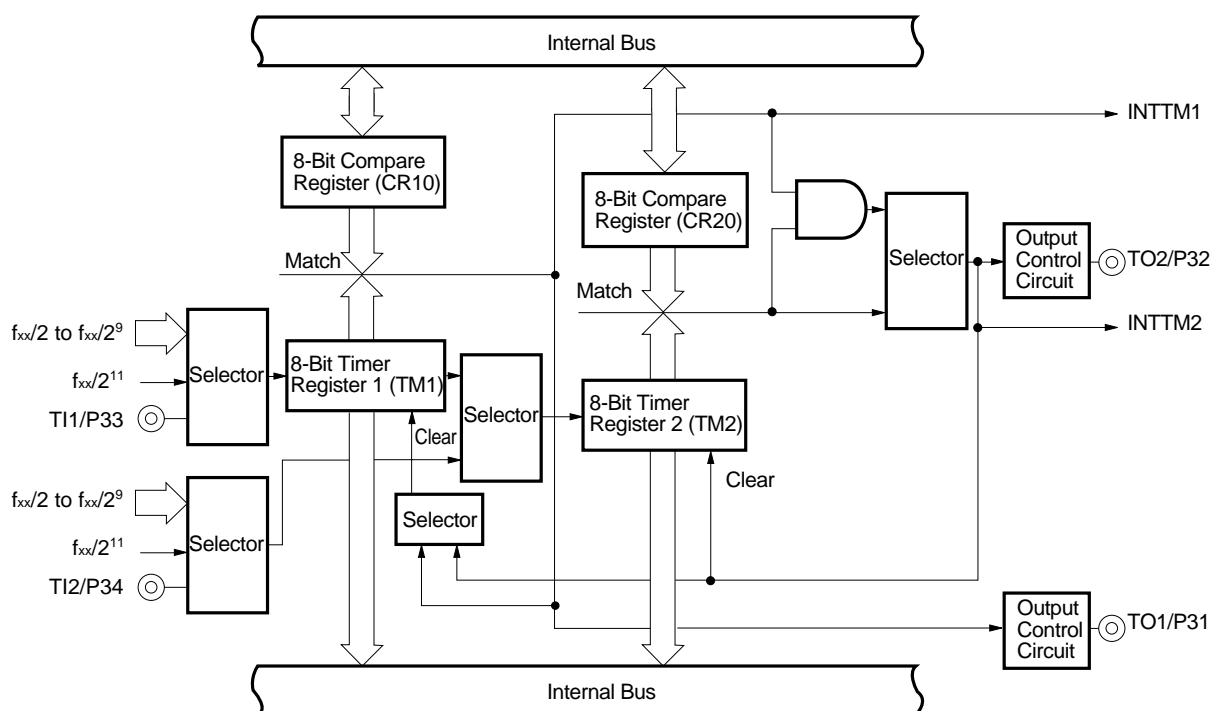 Internal Bus
INTTM1
8-Bit Compare
Register (CR10)
8-Bit Compare
Register (CR20)
Selector
Output
Control
Circuit
TO2/P32
Match
Match
INTTM2
fxx/2 to fxx/2⁹
fxx/2¹¹
TI1/P33
Selector
8-Bit Timer
Register 1 (TM1)
Selector
8-Bit Timer
Register 2 (TM2)
Clear
Clear
fxx/2 to fxx/2⁹
fxx/2¹¹
TI2/P34
Selector
Selector
Output
Control
Circuit
TO1/P31
Internal Bus